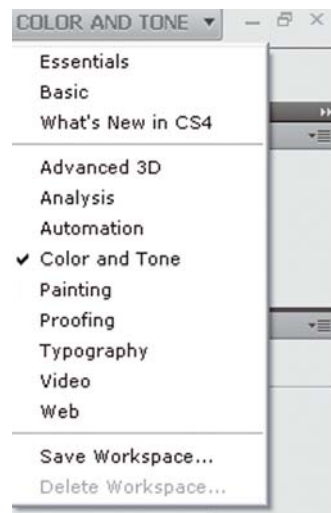 COLOR AND TONE
Essentials
Basic
What's New in CS4
Advanced 3D
Analysis
Automation
Color and Tone
Painting
Proofing
Typography
Video
Web
Save Workspace...
Delete Workspace...